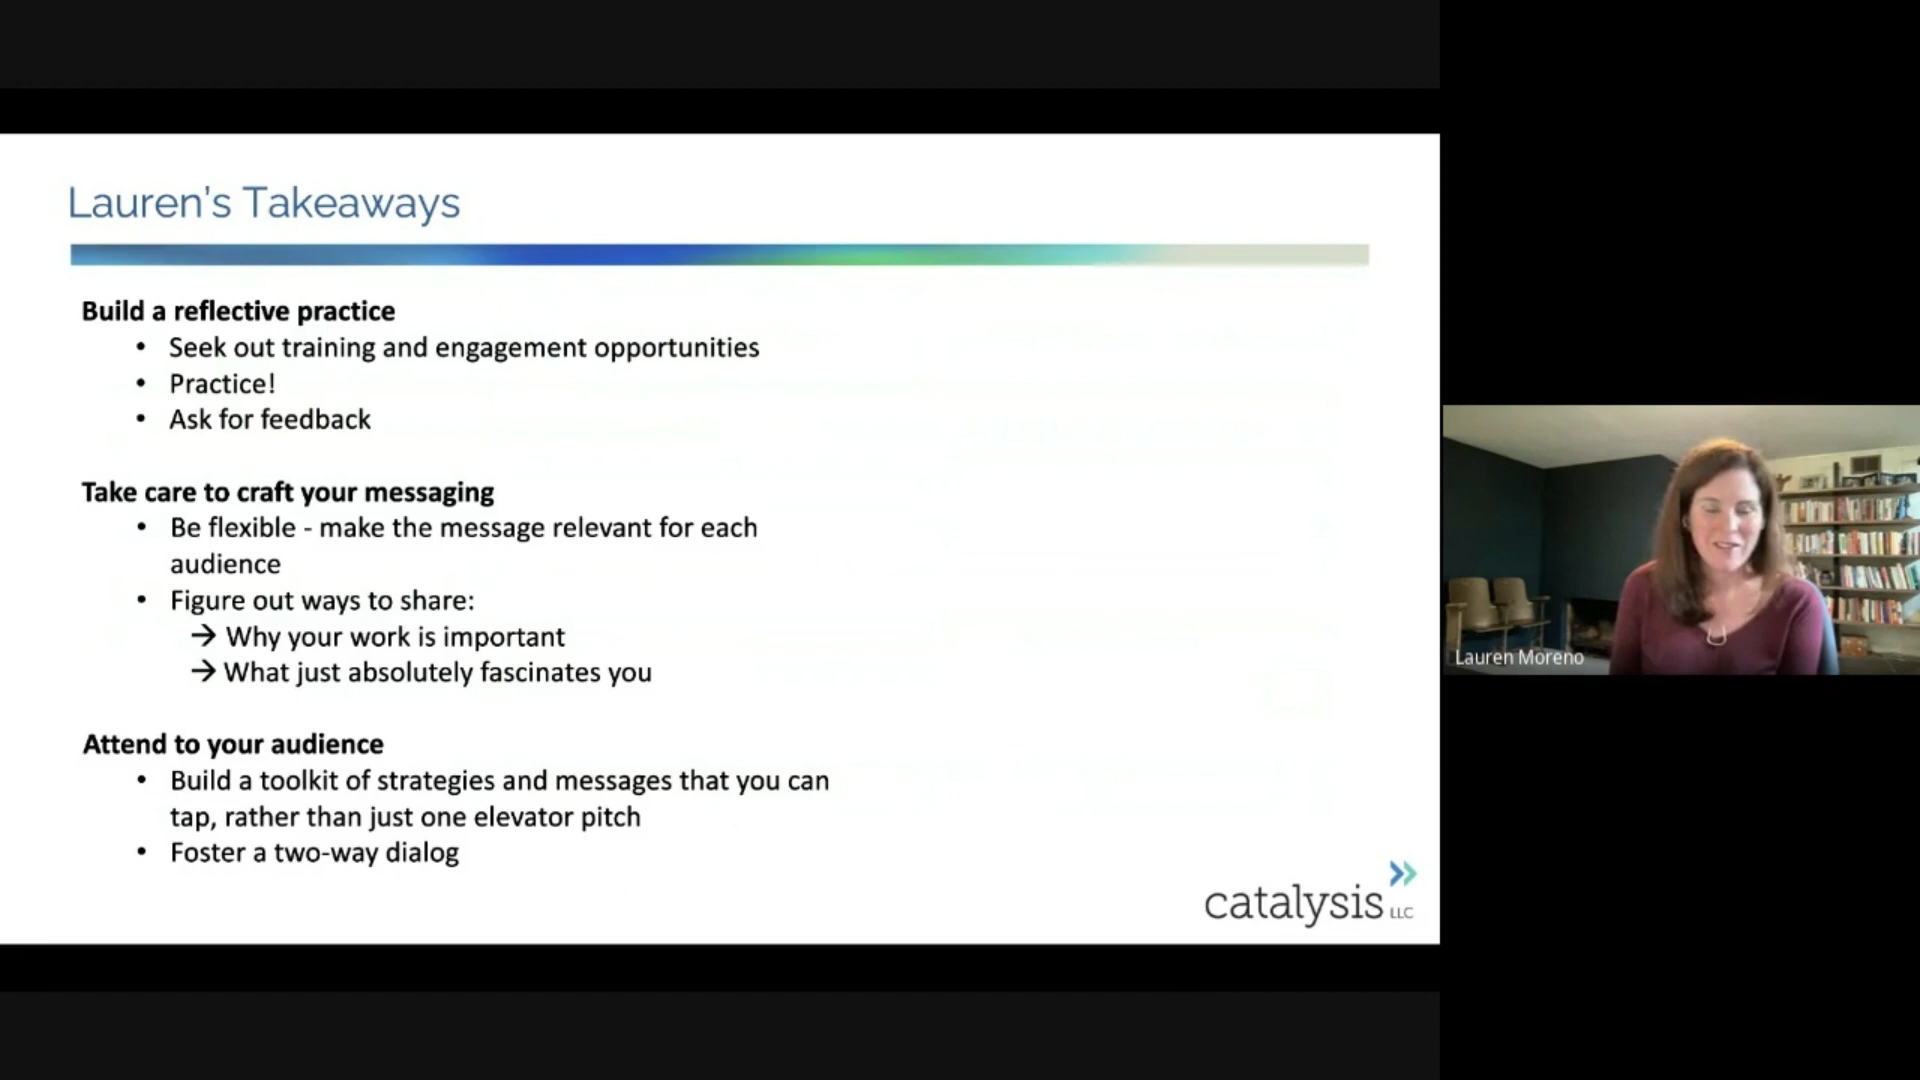 Lauren's Takeaways
Build a reflective practice
• Seek out training and engagement opportunities
• Practice!
• Ask for feedback
Take care to craft your messaging
• Be flexible - make the message relevant for each
audience
• Figure out ways to share:
→ Why your work is important
→ What just absolutely fascinates you
Attend to your audience
• Build a toolkit of strategies and messages that you can
tap, rather than just one elevator pitch
• Foster a two-way dialog
catalysis LLC
Lauren Moreno